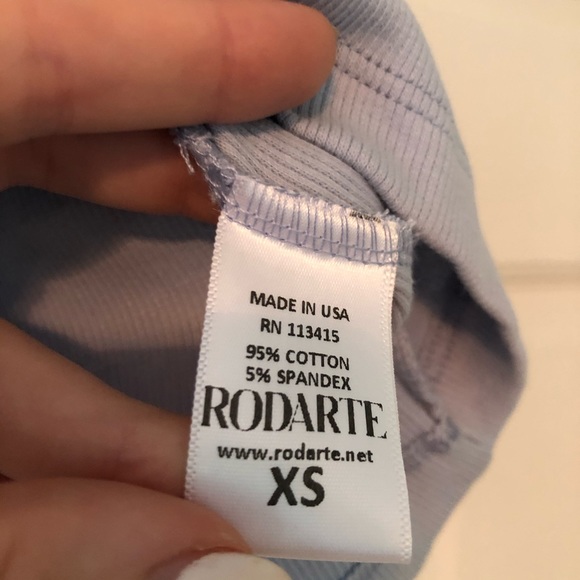 MADE IN USA
RN 113415
95% COTTON
5% SPANDEX
RODARTE
www.rodarte.net
XS